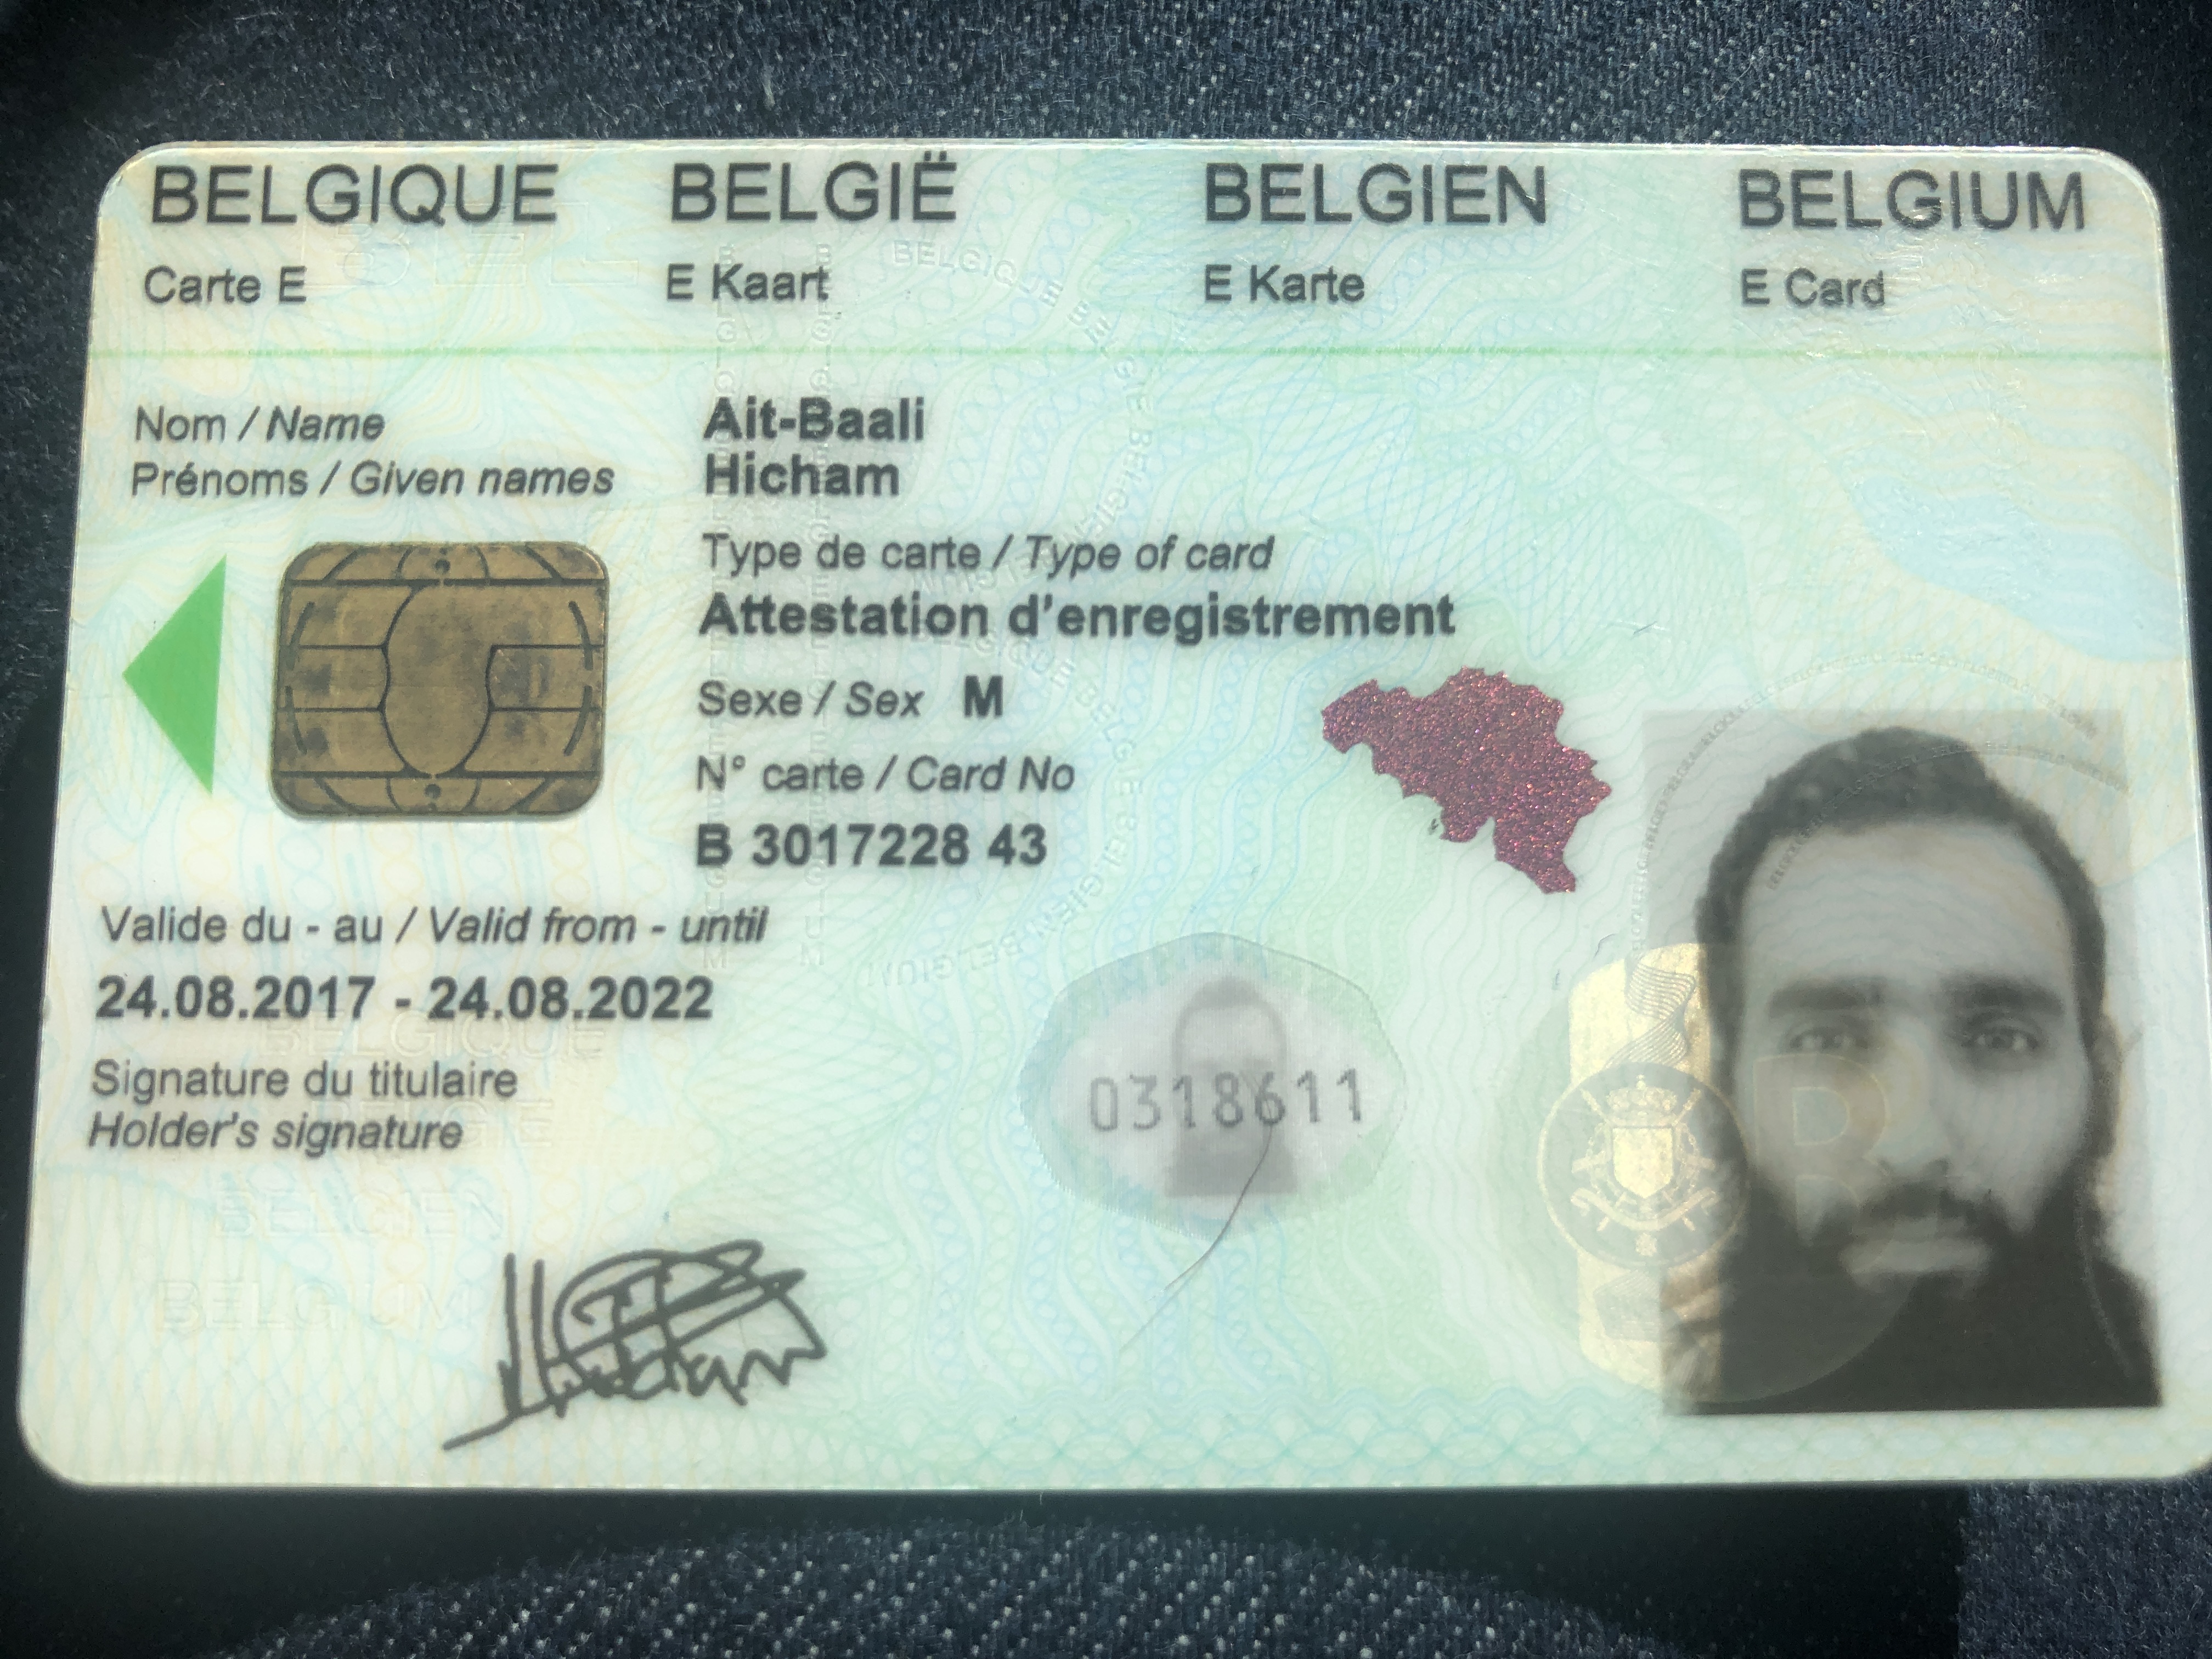 BELGIQUE BELGIË BELGIEN BELGIUM
Carte E E Kaart E Karte E Card
Nom / Name Ait-Baali
Prénoms / Given names Hicham
Type de carte / Type of card
Attestation d'enregistrement
Sexe / Sex M
N° carte / Card No
B 3017228 43
Valide du - au / Valid from - until
24.08.2017 - 24.08.2022
Signature du titulaire
Holder's signature
0318611